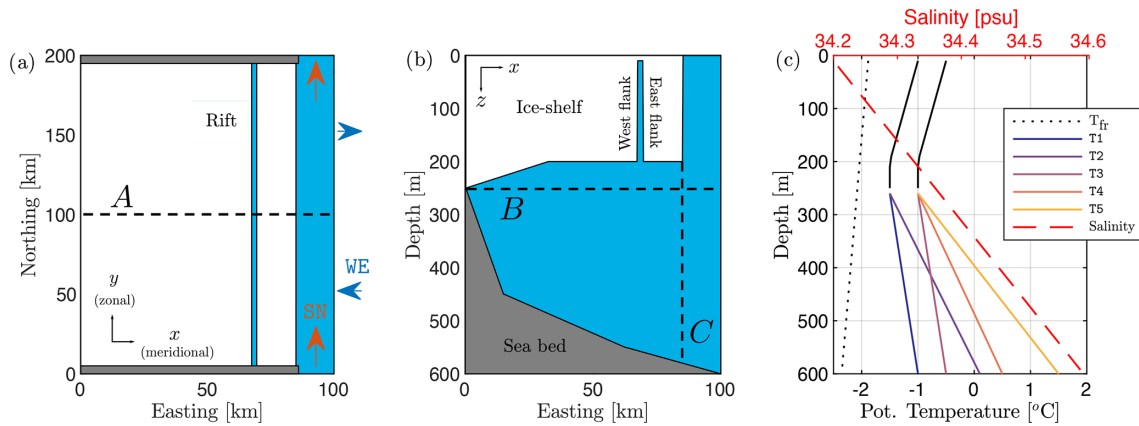 (a)
200
150
100
50
0
Northing [km]
0
50
100
Easting [km]
Rift
A
y
(zonal)
x
(meridional)
WE
SN
(b)
0
100
200
300
400
500
600
Depth [m]
0
50
100
Easting [km]
x
z
Ice-shelf
West flank
East flank
B
C
Sea bed
Salinity [psu]
34.2
34.3
34.4
34.5
34.6
(c)
0
100
200
300
400
500
600
Depth [m]
-2
-1
0
1
2
Pot. Temperature [°C]
Tfr
T1
T2
T3
T4
T5
Salinity